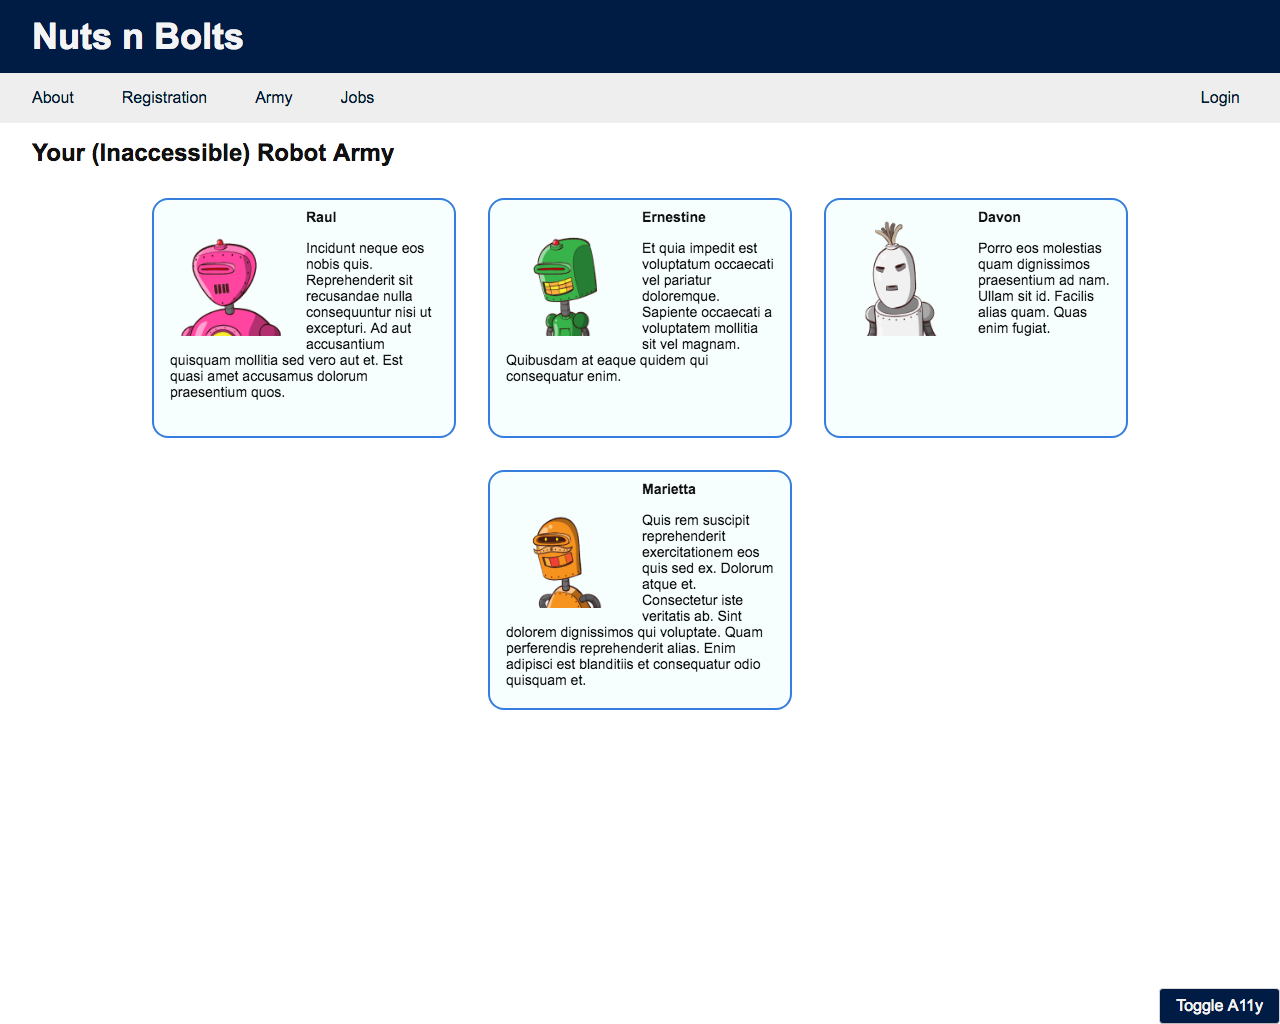 Nuts n Bolts
About Registration Army Jobs Login
Your (Inaccessible) Robot Army
Raul
Incidunt neque eos
nobis quis.
Reprehenderit sit
recusandae nulla
consequuntur nisi ut
excepturi. Ad aut
accusantium
quisquam mollitia sed vero aut et. Est
quasi amet accusamus dolorum
praesentium quos.
Ernestine
Et quia impedit est
voluptatum occaecati
vel pariatur
doloremque.
Sapiente occaecati a
voluptatem mollitia
sit vel magnam.
Quibusdam at eaque quidem qui
consequatur enim.
Davon
Porro eos molestias
quam dignissimos
praesentium ad nam.
Ullam sit id. Facilis
alias quam. Quas
enim fugiat.
Marietta
Quis rem suscipit
reprehenderit
exercitationem eos
quis sed ex. Dolorum
atque et.
Consectetur iste
veritatis ab. Sint
dolorem dignissimos qui voluptate. Quam
perferendis reprehenderit alias. Enim
adipisci est blanditiis et consequatur odio
quisquam et.
Toggle A11y